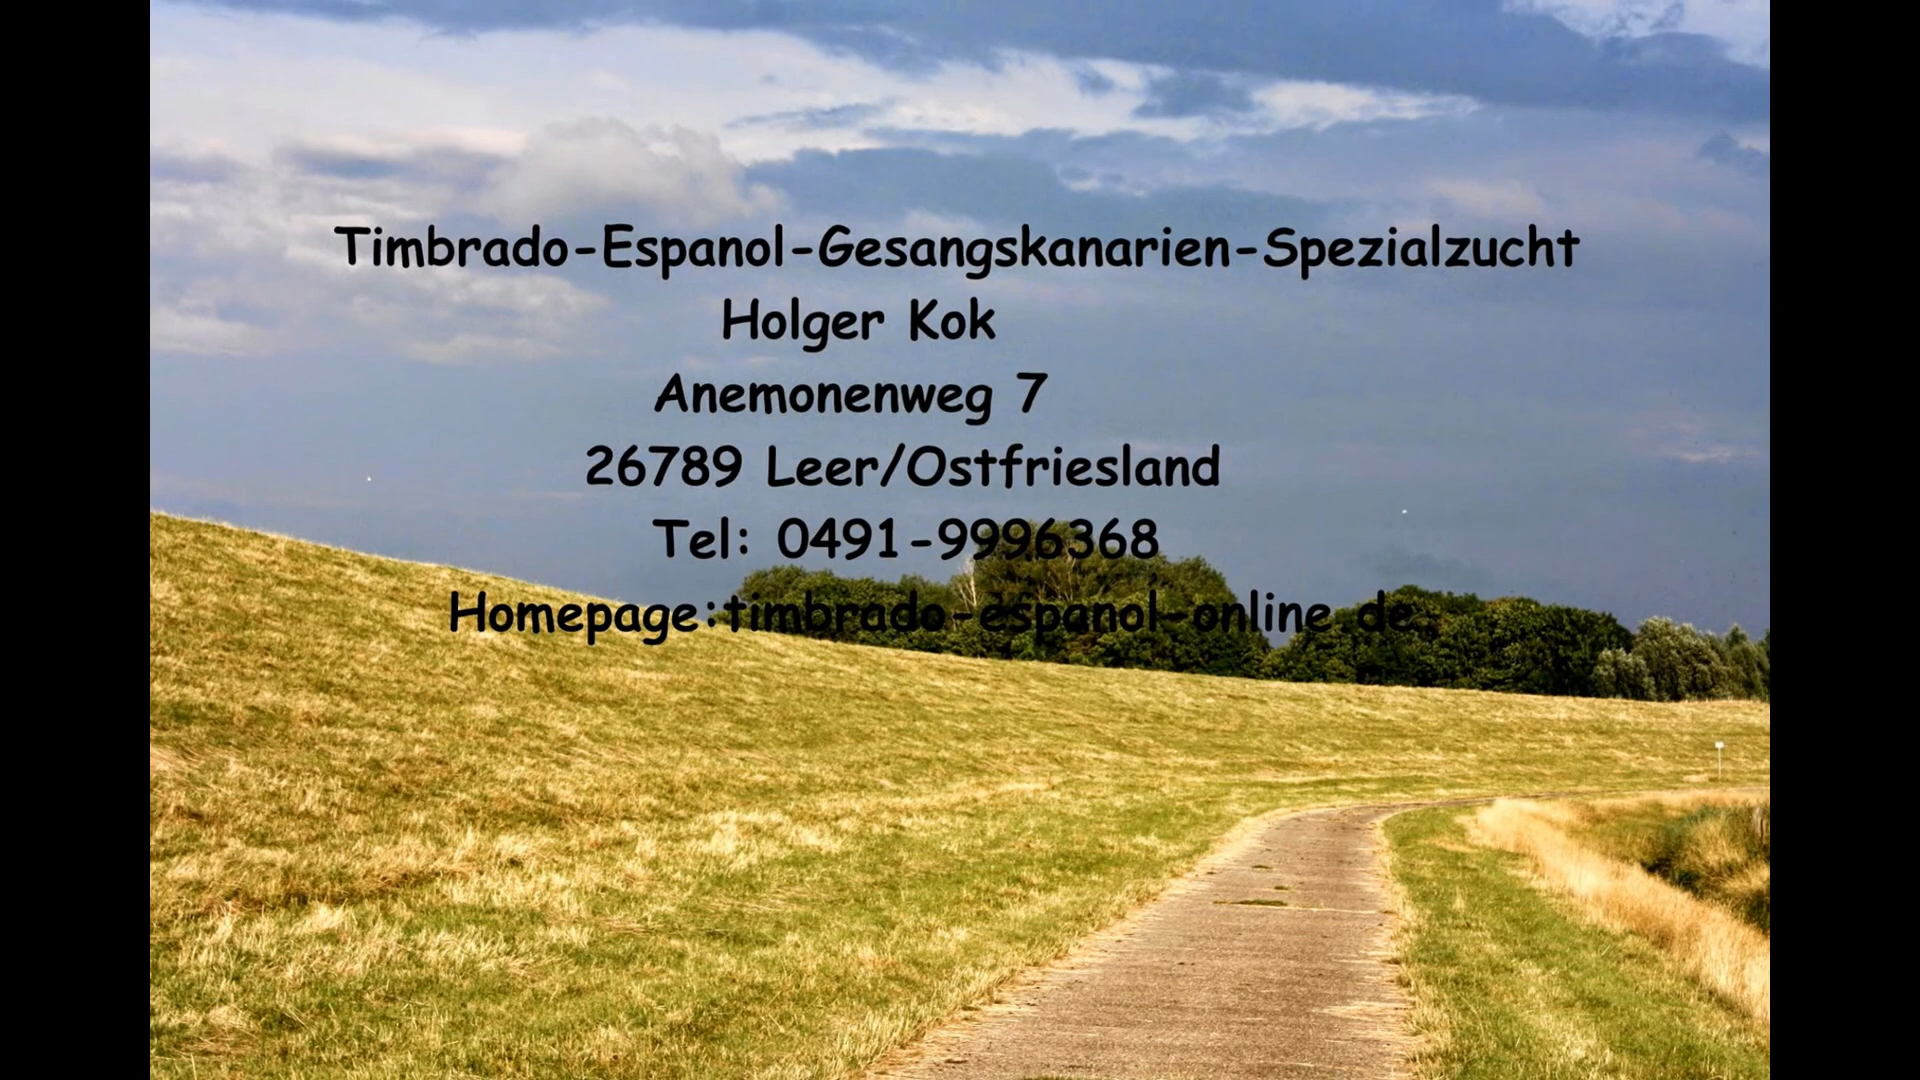 Timbrado-Espanol-Gesangskanarien-Spezialzucht
Holger Kok
Anemonenweg 7
26789 Leer/Ostfriesland
Tel: 0491-9996368
Homepage:timbrado-espanol-online.de